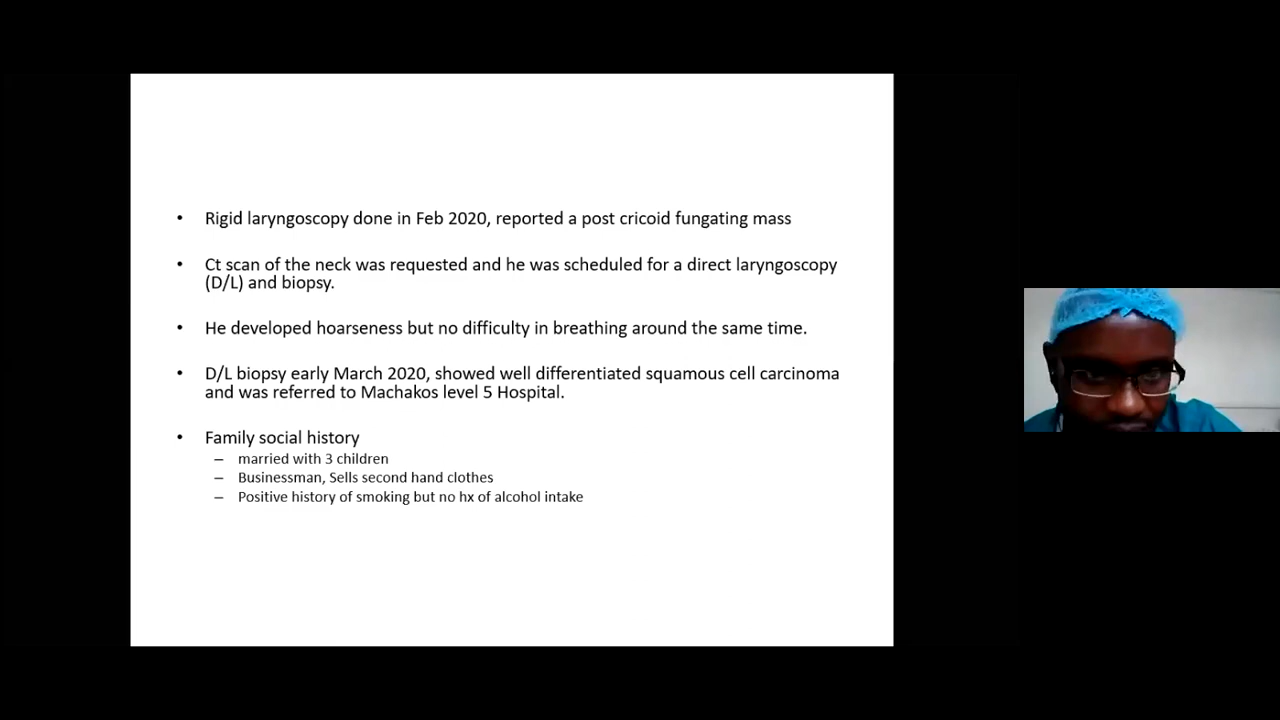 • Rigid laryngoscopy done in Feb 2020, reported a post cricoid fungating mass
• Ct scan of the neck was requested and he was scheduled for a direct laryngoscopy
(D/L) and biopsy.
• He developed hoarseness but no difficulty in breathing around the same time.
• D/L biopsy early March 2020, showed well differentiated squamous cell carcinoma
and was referred to Machakos level 5 Hospital.
• Family social history
– married with 3 children
– Businessman, Sells second hand clothes
– Positive history of smoking but no hx of alcohol intake